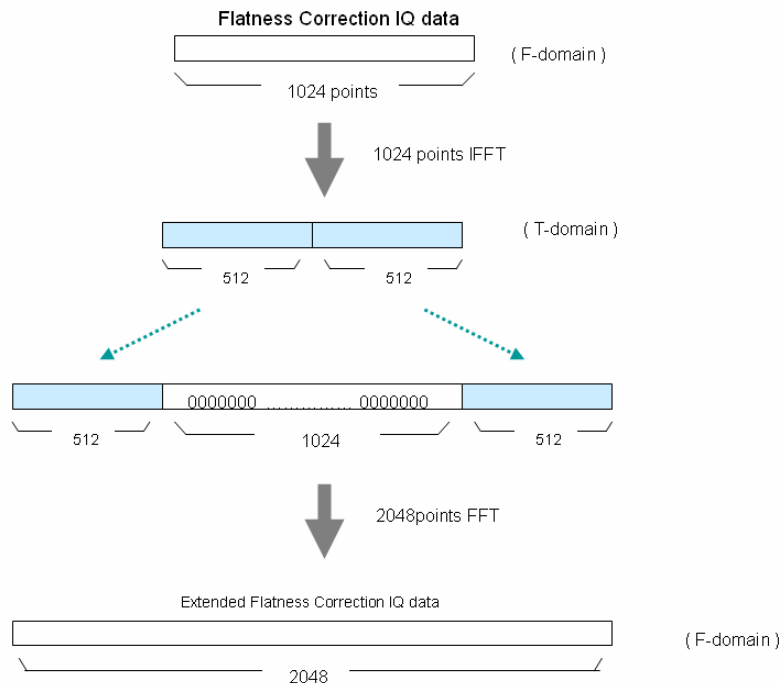 Flatness Correction IQ data
( F-domain )
1024 points
1024 points IFFT
( T-domain )
512 512
0000000 ............... 0000000
512 1024 512
2048points FFT
Extended Flatness Correction IQ data
( F-domain )
2048